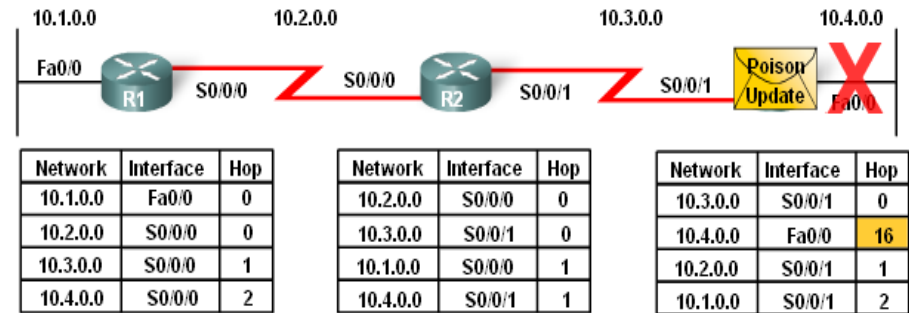 10.1.0.0 10.2.0.0 10.3.0.0 10.4.0.0
Fa0/0 R1 S0/0/0 S0/0/0 R2 S0/0/1 S0/0/1 Poison Update Fa0/0
Network Interface Hop
10.1.0.0 Fa0/0 0
10.2.0.0 S0/0/0 0
10.3.0.0 S0/0/0 1
10.4.0.0 S0/0/0 2
Network Interface Hop
10.2.0.0 S0/0/0 0
10.3.0.0 S0/0/1 0
10.1.0.0 S0/0/0 1
10.4.0.0 S0/0/1 1
Network Interface Hop
10.3.0.0 S0/0/1 0
10.4.0.0 Fa0/0 16
10.2.0.0 S0/0/1 1
10.1.0.0 S0/0/1 2